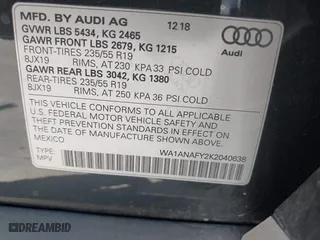 MFD. BY AUDI AG 12 18
GVWR LBS 5434, KG 2465
GAWR FRONT LBS 2679, KG 1215
FRONT-TIRES 235/55 R19
8JX19 RIMS, AT 230 KPA 33 PSI COLD
GAWR REAR LBS 3042, KG 1380
REAR-TIRES 235/55 R19
8JX19 RIMS, AT 250 KPA 36 PSI COLD
THIS VEHICLE CONFORMS TO ALL APPLICABLE
U.S. FEDERAL MOTOR VEHICLE SAFETY
STANDARDS IN EFFECT ON THE DATE OF
MANUFACTURE SHOWN ABOVE.
MEXICO
TYPE: WA1ANAFY2K2040638
MPV
Audi
DREAMBID